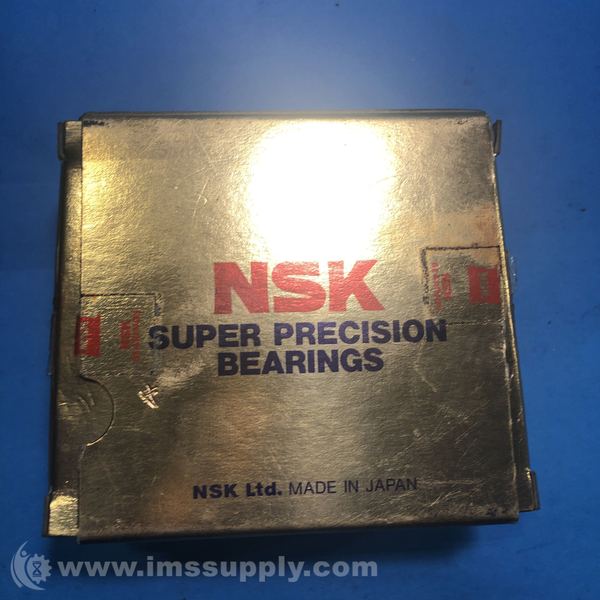 NSK
SUPER PRECISION
BEARINGS
NSK Ltd. MADE IN JAPAN
www.imssupply.com